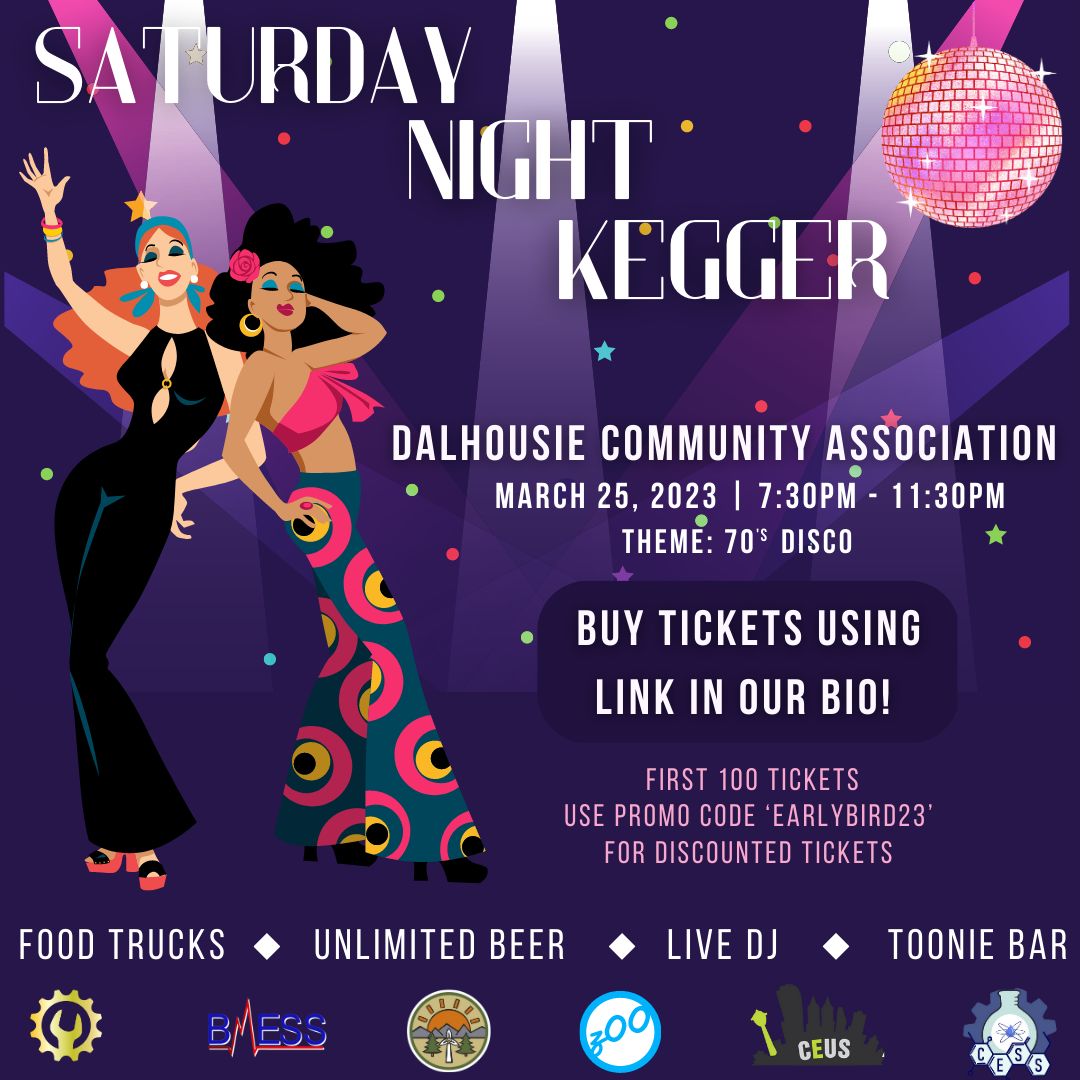 SATURDAY
NIGHT
KEGGER
DALHOUSIE COMMUNITY ASSOCIATION
MARCH 25, 2023 | 7:30PM - 11:30PM
THEME: 70'S DISCO
BUY TICKETS USING
LINK IN OUR BIO!
FIRST 100 TICKETS
USE PROMO CODE ‘EARLYBIRD23’
FOR DISCOUNTED TICKETS
FOOD TRUCKS ◆ UNLIMITED BEER ◆ LIVE DJ ◆ TOONIE BAR
BMESS
ZOO
CEUS
CESS